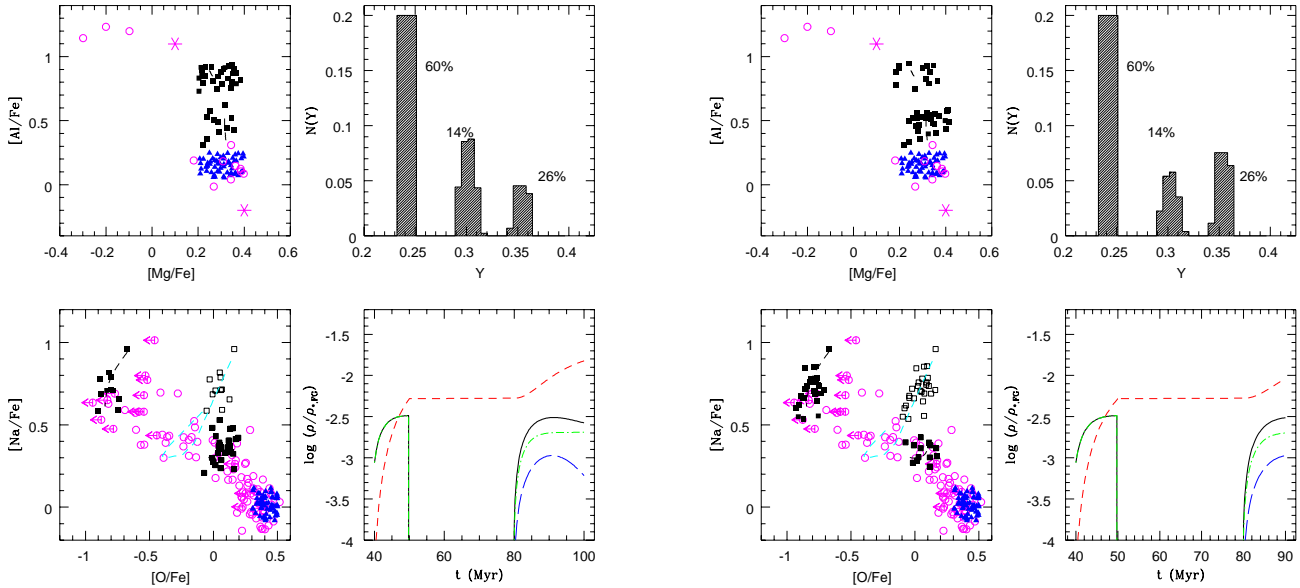 1
0.5
0
[Al/Fe]
-0.4 -0.2 0 0.2 0.4 0.6
[Mg/Fe]
0.2
0.15
0.1
0.05
0
N(Y)
60%
14%
26%
0.2 0.3 0.4
Y
1
0.5
0
[Al/Fe]
-0.4 -0.2 0 0.2 0.4 0.6
[Mg/Fe]
0.2
0.15
0.1
0.05
0
N(Y)
60%
14%
26%
0.2 0.25 0.3 0.35 0.4
Y
1
0.5
0
[Na/Fe]
-1 -0.5 0 0.5
[O/Fe]
-1.5
-2
-2.5
-3
-3.5
-4
log (ρ/ρ*,FG)
40 60 80 100
t (Myr)
1
0.5
0
[Na/Fe]
-1 -0.5 0 0.5
[O/Fe]
-1.5
-2
-2.5
-3
-3.5
-4
log (ρ/ρ*,FG)
40 50 60 70 80 90
t (Myr)